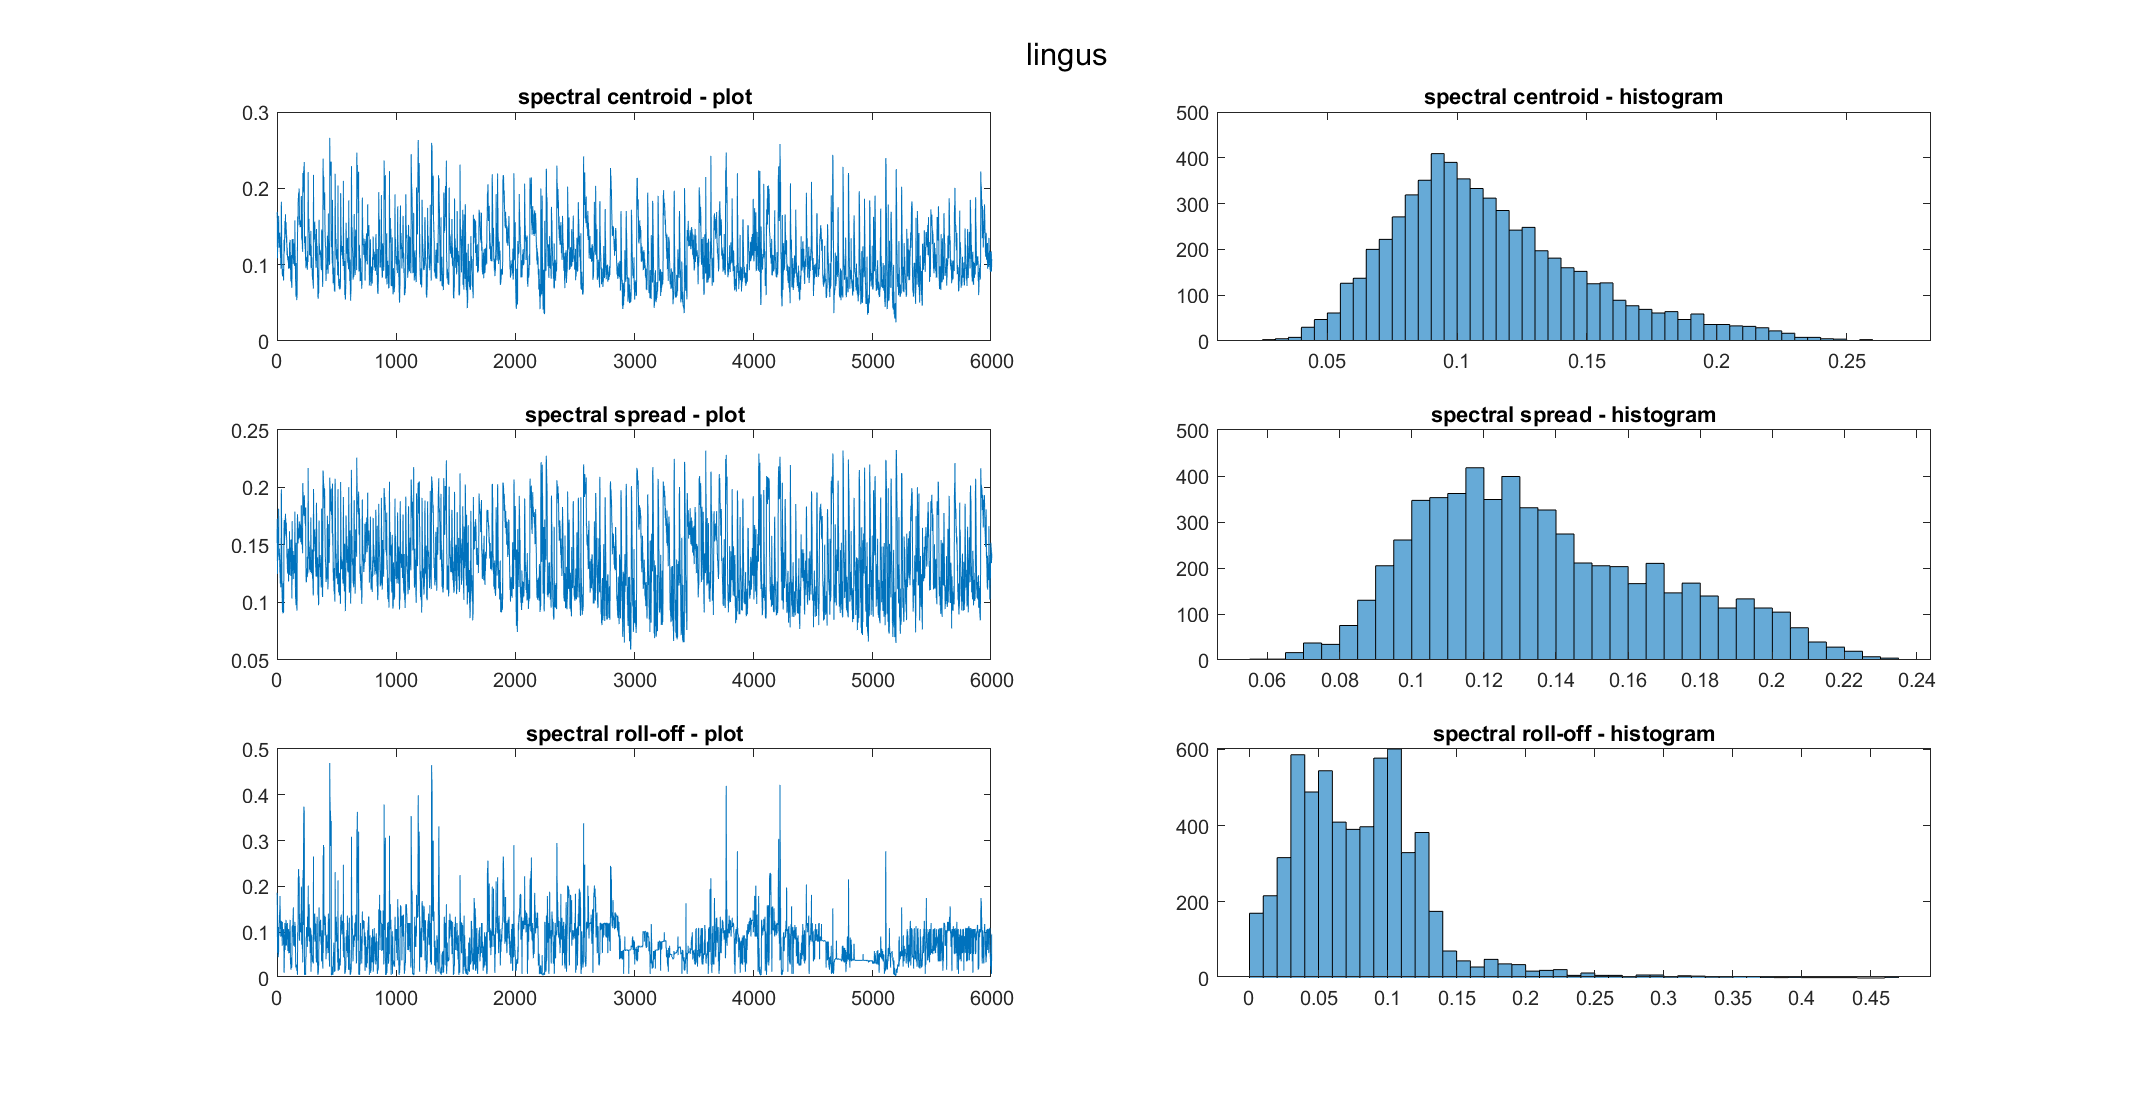 lingus
spectral centroid - plot
0.3
0.2
0.1
0
0 1000 2000 3000 4000 5000 6000
spectral centroid - histogram
500
400
300
200
100
0
0.05 0.1 0.15 0.2 0.25
spectral spread - plot
0.25
0.2
0.15
0.1
0.05
0 1000 2000 3000 4000 5000 6000
spectral spread - histogram
500
400
300
200
100
0
0.06 0.08 0.1 0.12 0.14 0.16 0.18 0.2 0.22 0.24
spectral roll-off - plot
0.5
0.4
0.3
0.2
0.1
0
0 1000 2000 3000 4000 5000 6000
spectral roll-off - histogram
600
400
200
0
0 0.05 0.1 0.15 0.2 0.25 0.3 0.35 0.4 0.45